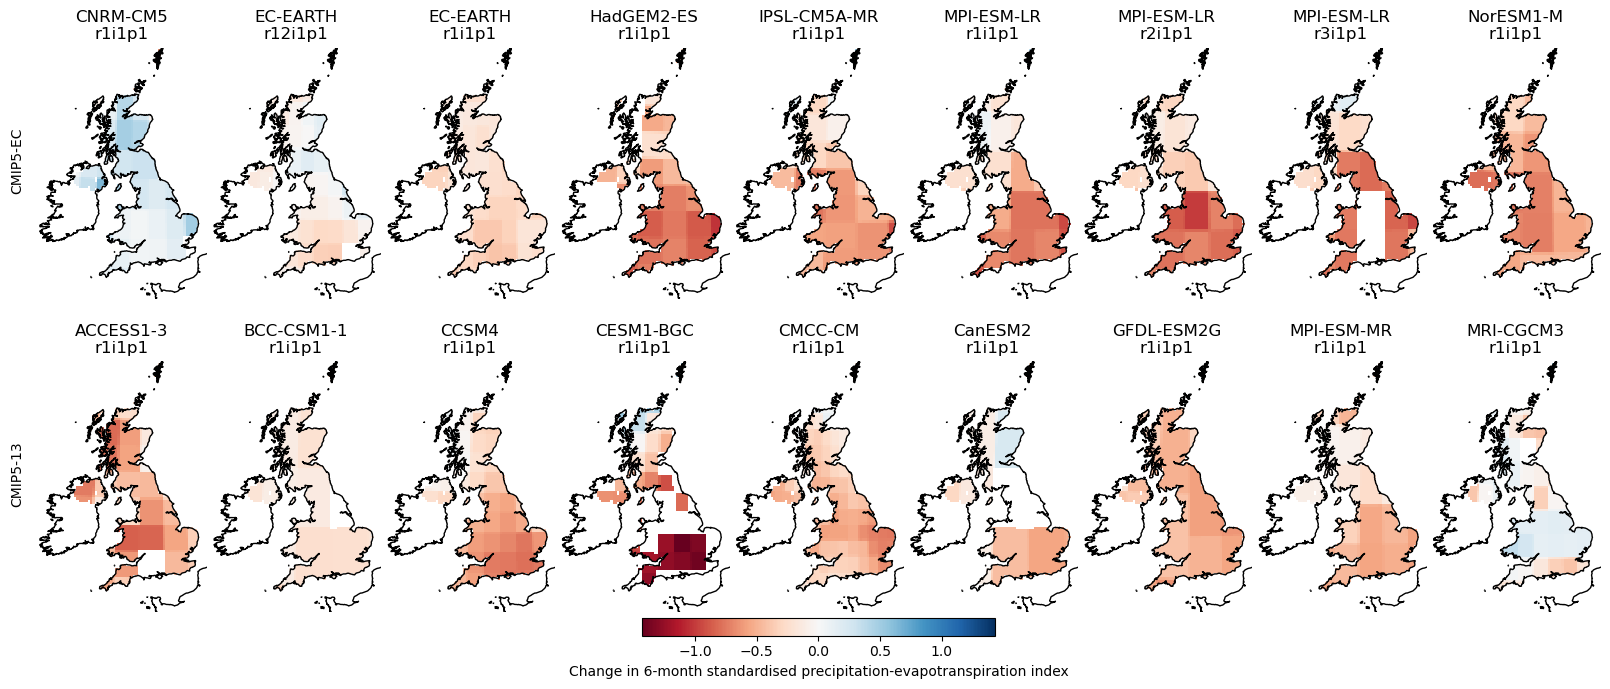 CNRM-CM5 EC-EARTH EC-EARTH HadGEM2-ES IPSL-CM5A-MR MPI-ESM-LR MPI-ESM-LR MPI-ESM-LR NorESM1-M
r1i1p1 r12i1p1 r1i1p1 r1i1p1 r1i1p1 r1i1p1 r2i1p1 r3i1p1 r1i1p1
CMIP5-EC
ACCESS1-3 BCC-CSM1-1 CCSM4 CESM1-BGC CMCC-CM CanESM2 GFDL-ESM2G MPI-ESM-MR MRI-CGCM3
r1i1p1 r1i1p1 r1i1p1 r1i1p1 r1i1p1 r1i1p1 r1i1p1 r1i1p1 r1i1p1
CMIP5-13
−1.0 −0.5 0.0 0.5 1.0
Change in 6-month standardised precipitation-evapotranspiration index